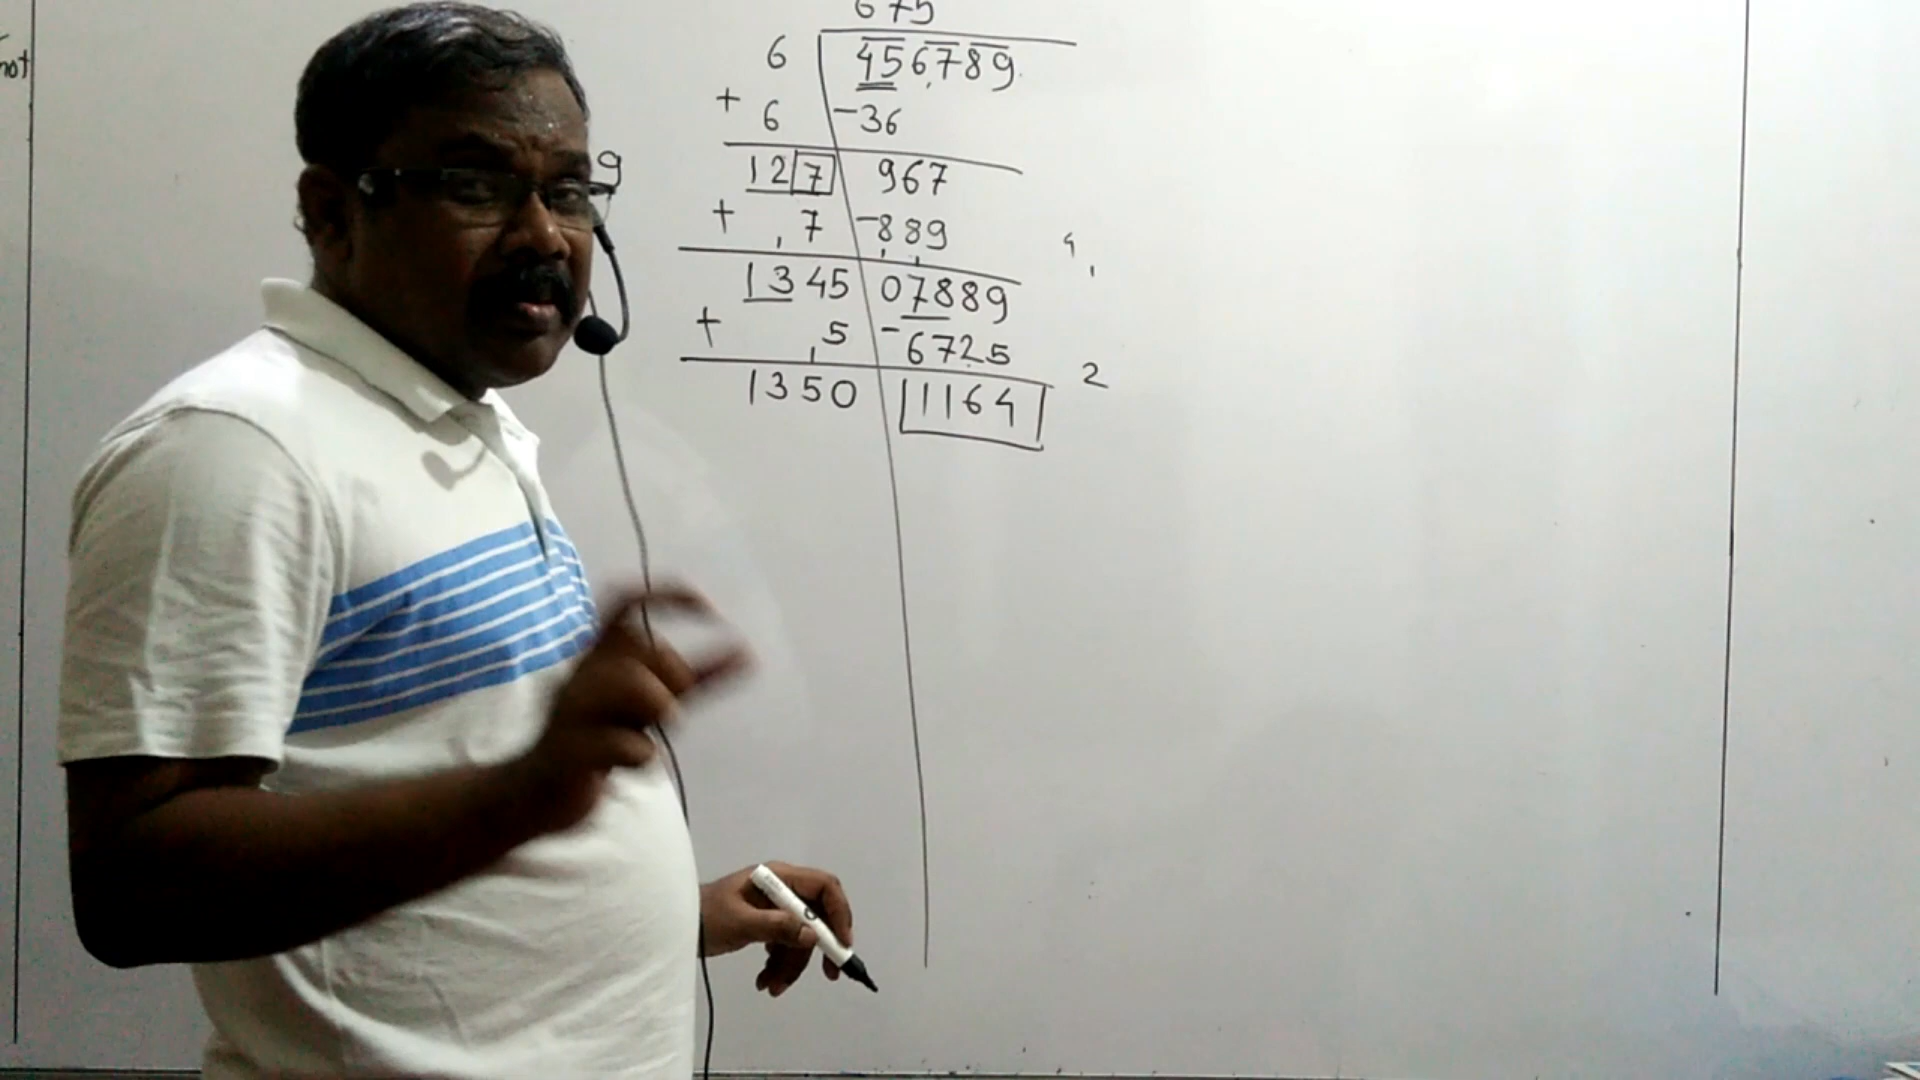 not
675
6 456789
+ 6 -36
9
127 967
+ 7 -889
1345 07889
+ 5 -6725
2
1350 1164